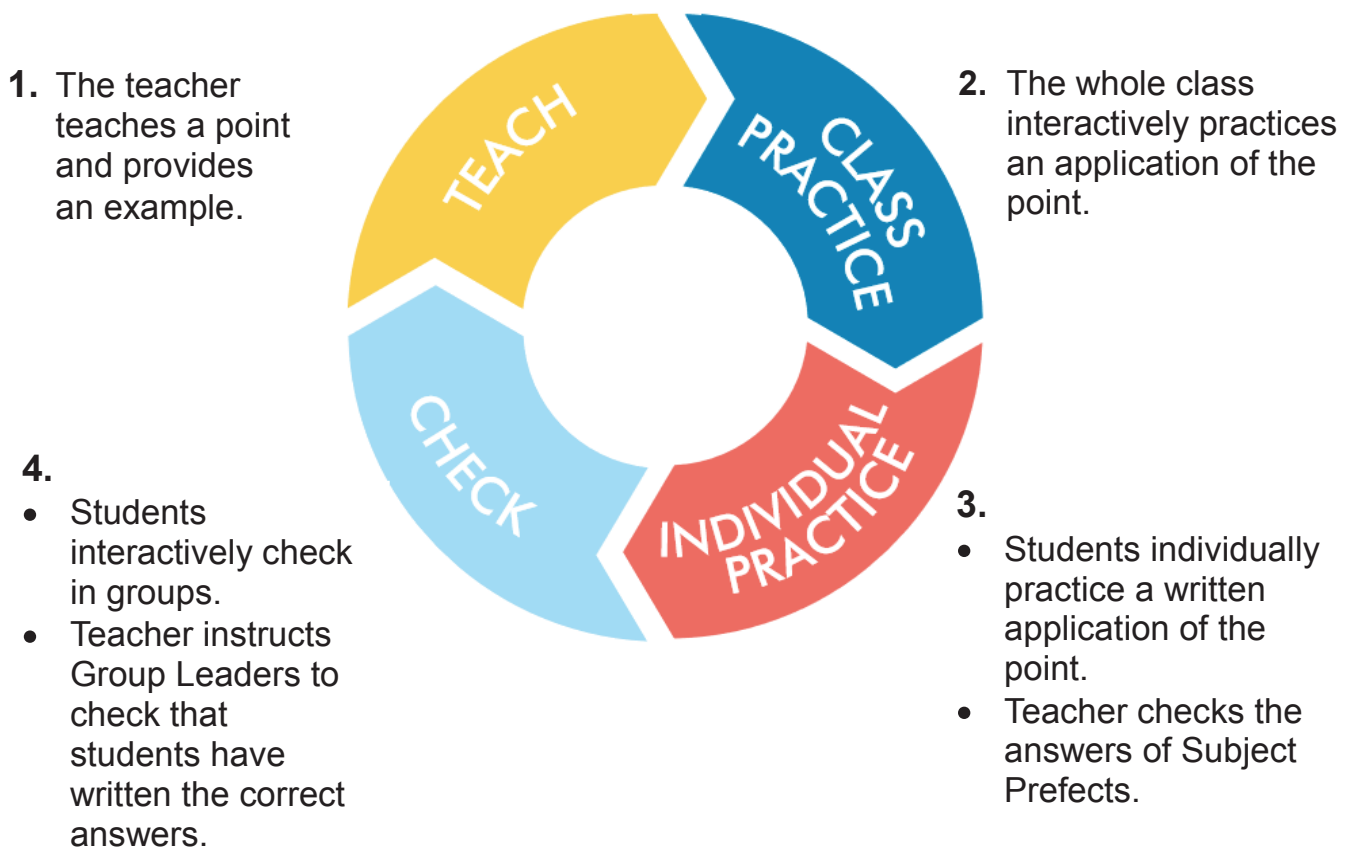 1. The teacher
teaches a point
and provides
an example.
TEACH
CLASS
PRACTICE
2. The whole class
interactively practices
an application of the
point.
INDIVIDUAL
PRACTICE
3.
• Students individually
practice a written
application of the
point.
• Teacher checks the
answers of Subject
Prefects.
CHECK
4.
• Students
interactively check
in groups.
• Teacher instructs
Group Leaders to
check that
students have
written the correct
answers.